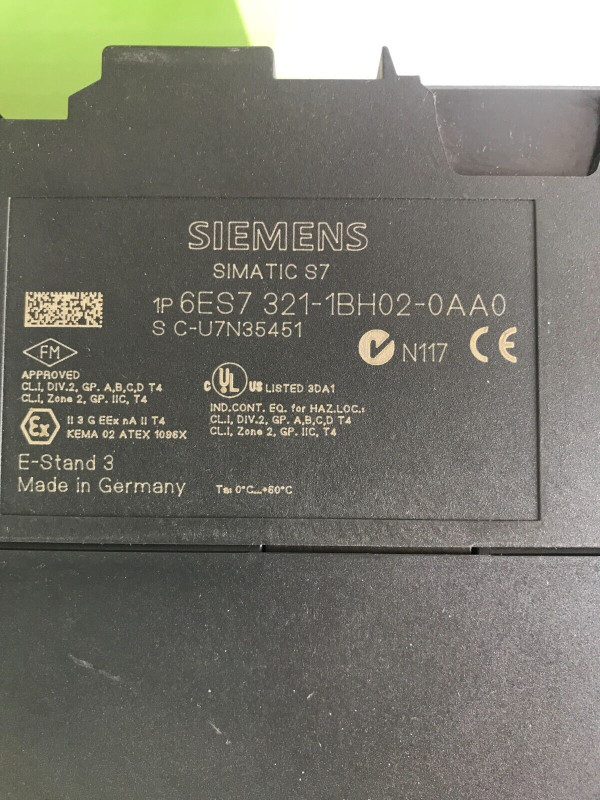 SIEMENS
SIMATIC S7
1P 6ES7 321-1BH02-0AA0
S C-U7N35451
N117 CE
FM
APPROVED
CL.I, DIV.2, GP. A,B,C,D T4
CL.I, Zone 2, GP. IIC, T4
C UL US LISTED 3DA1
IND.CONT. EQ. for HAZ.LOC.:
CL.I, DIV.2, GP. A,B,C,D T4
CL.I, Zone 2, GP. IIC, T4
Ex II 3 G EEx nA II T4
KEMA 02 ATEX 1096X
E-Stand 3
Made in Germany
Ta: 0°C...+60°C